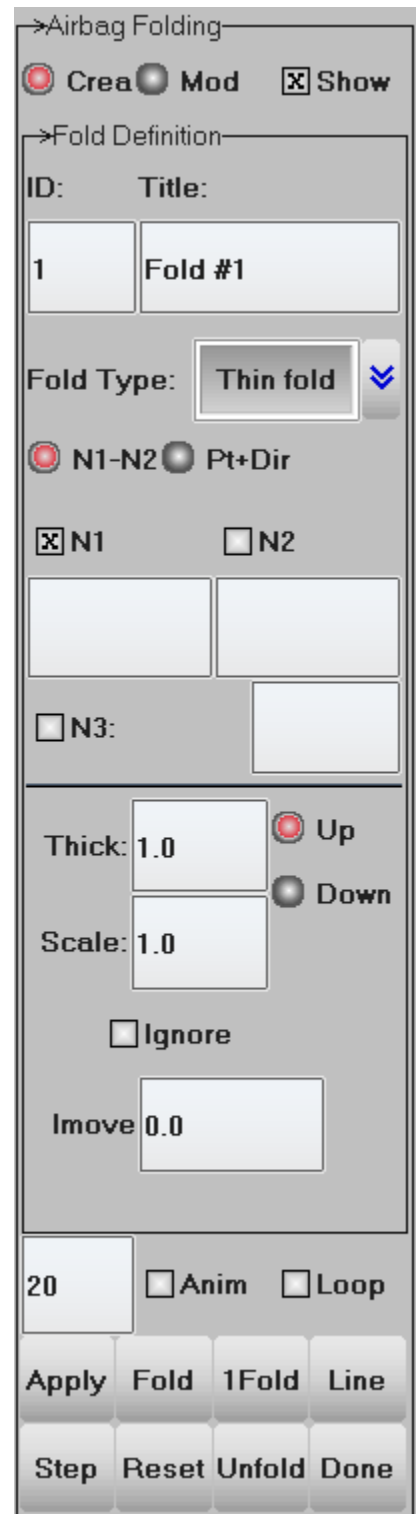 Airbag Folding
Crea Mod Show
Fold Definition
ID: Title:
1 Fold #1
Fold Type: Thin fold
N1-N2 Pt+Dir
N1 N2
N3:
Thick: 1.0 Up
Down
Scale: 1.0
Ignore
Imove 0.0
20 Anim Loop
Apply Fold 1Fold Line
Step Reset Unfold Done